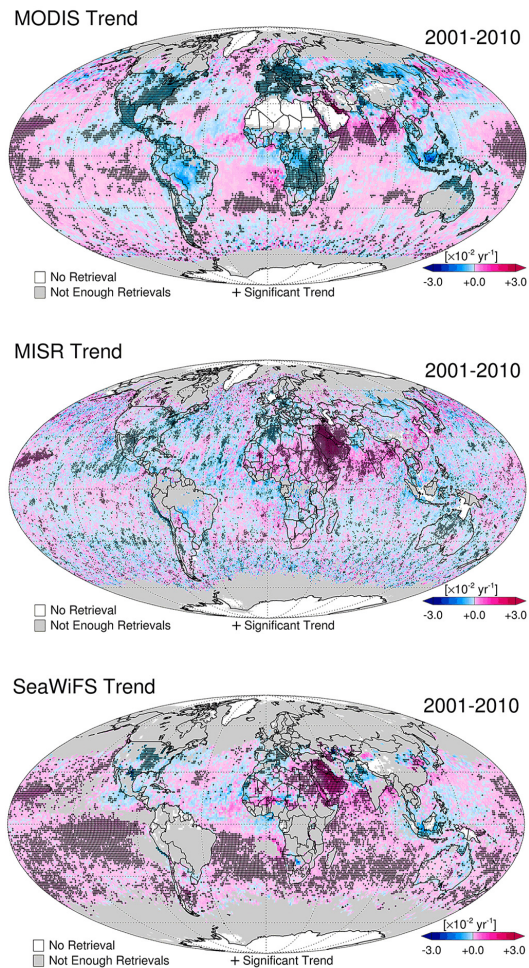 MODIS Trend
2001-2010
No Retrieval
Not Enough Retrievals
+ Significant Trend
[×10⁻² yr⁻¹]
-3.0 +0.0 +3.0
MISR Trend
2001-2010
No Retrieval
Not Enough Retrievals
+ Significant Trend
[×10⁻² yr⁻¹]
-3.0 +0.0 +3.0
SeaWiFS Trend
2001-2010
No Retrieval
Not Enough Retrievals
+ Significant Trend
[×10⁻² yr⁻¹]
-3.0 +0.0 +3.0